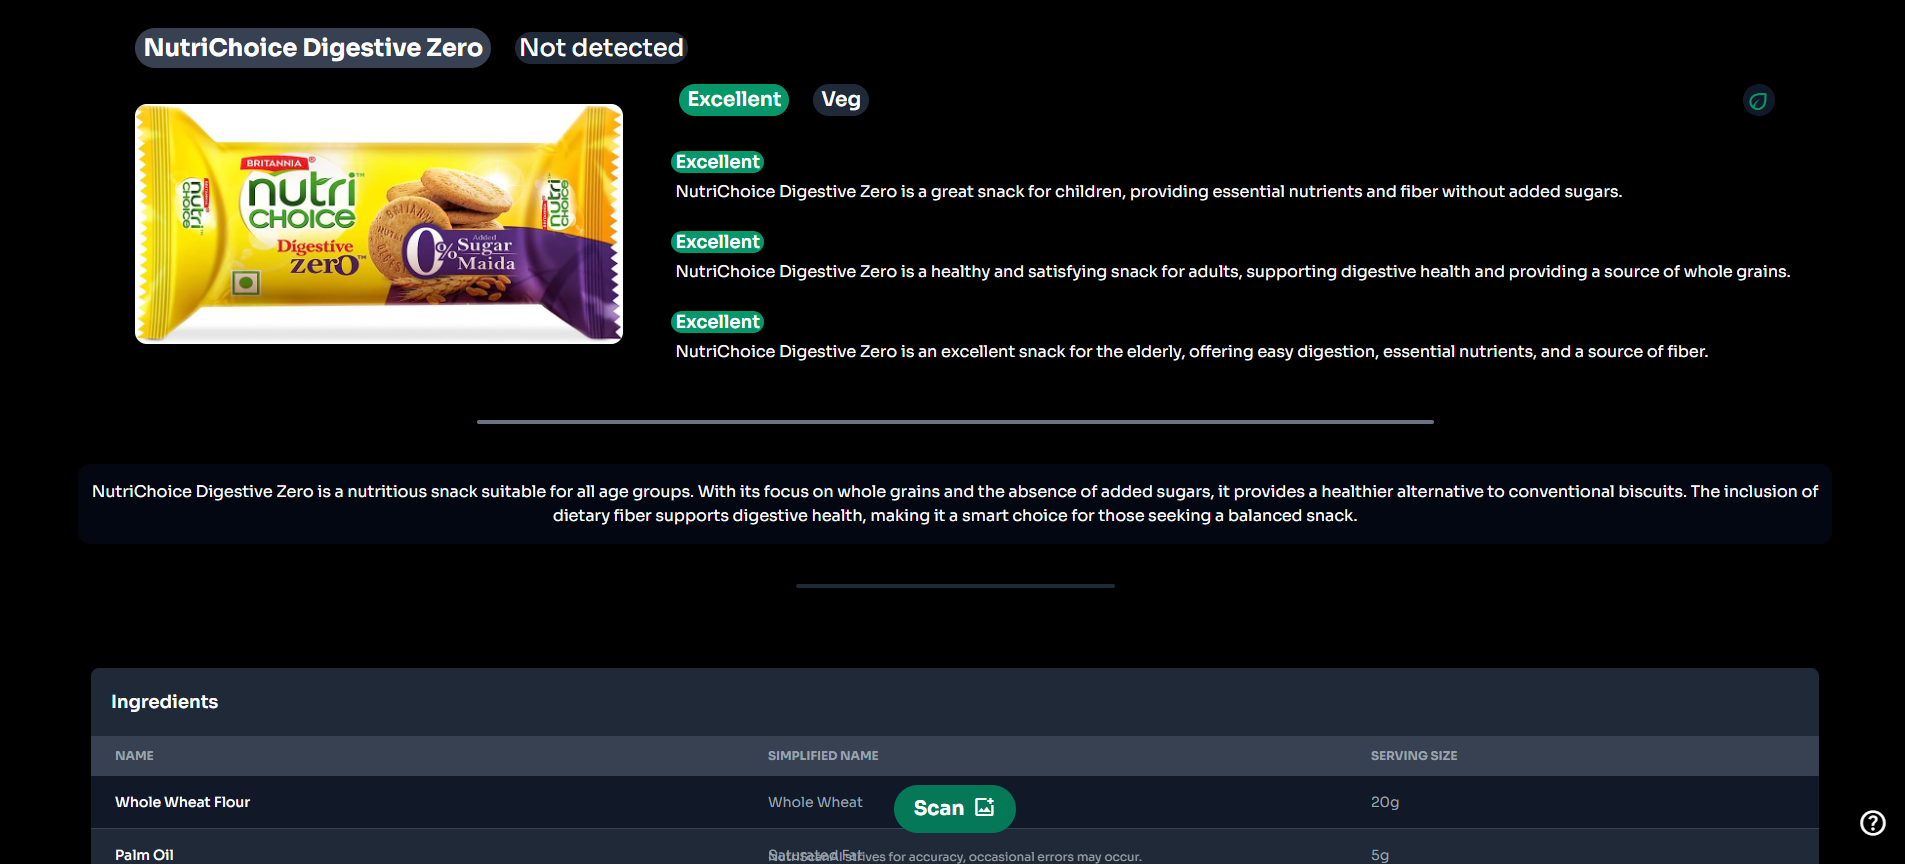 NutriChoice Digestive Zero
Not detected
Excellent
Veg
BRITANNIA
nutri
CHOICE
Digestive
zero
0%
Added
Sugar
Maida
nutri
CHOICE
nutri
CHOICE
Excellent
NutriChoice Digestive Zero is a great snack for children, providing essential nutrients and fiber without added sugars.
Excellent
NutriChoice Digestive Zero is a healthy and satisfying snack for adults, supporting digestive health and providing a source of whole grains.
Excellent
NutriChoice Digestive Zero is an excellent snack for the elderly, offering easy digestion, essential nutrients, and a source of fiber.
NutriChoice Digestive Zero is a nutritious snack suitable for all age groups. With its focus on whole grains and the absence of added sugars, it provides a healthier alternative to conventional biscuits. The inclusion of
dietary fiber supports digestive health, making it a smart choice for those seeking a balanced snack.
Ingredients
NAME SIMPLIFIED NAME SERVING SIZE
Whole Wheat Flour Whole Wheat 20g
Scan
Palm Oil Saturated Fat 5g
NutriScanAI strives for accuracy, occasional errors may occur.